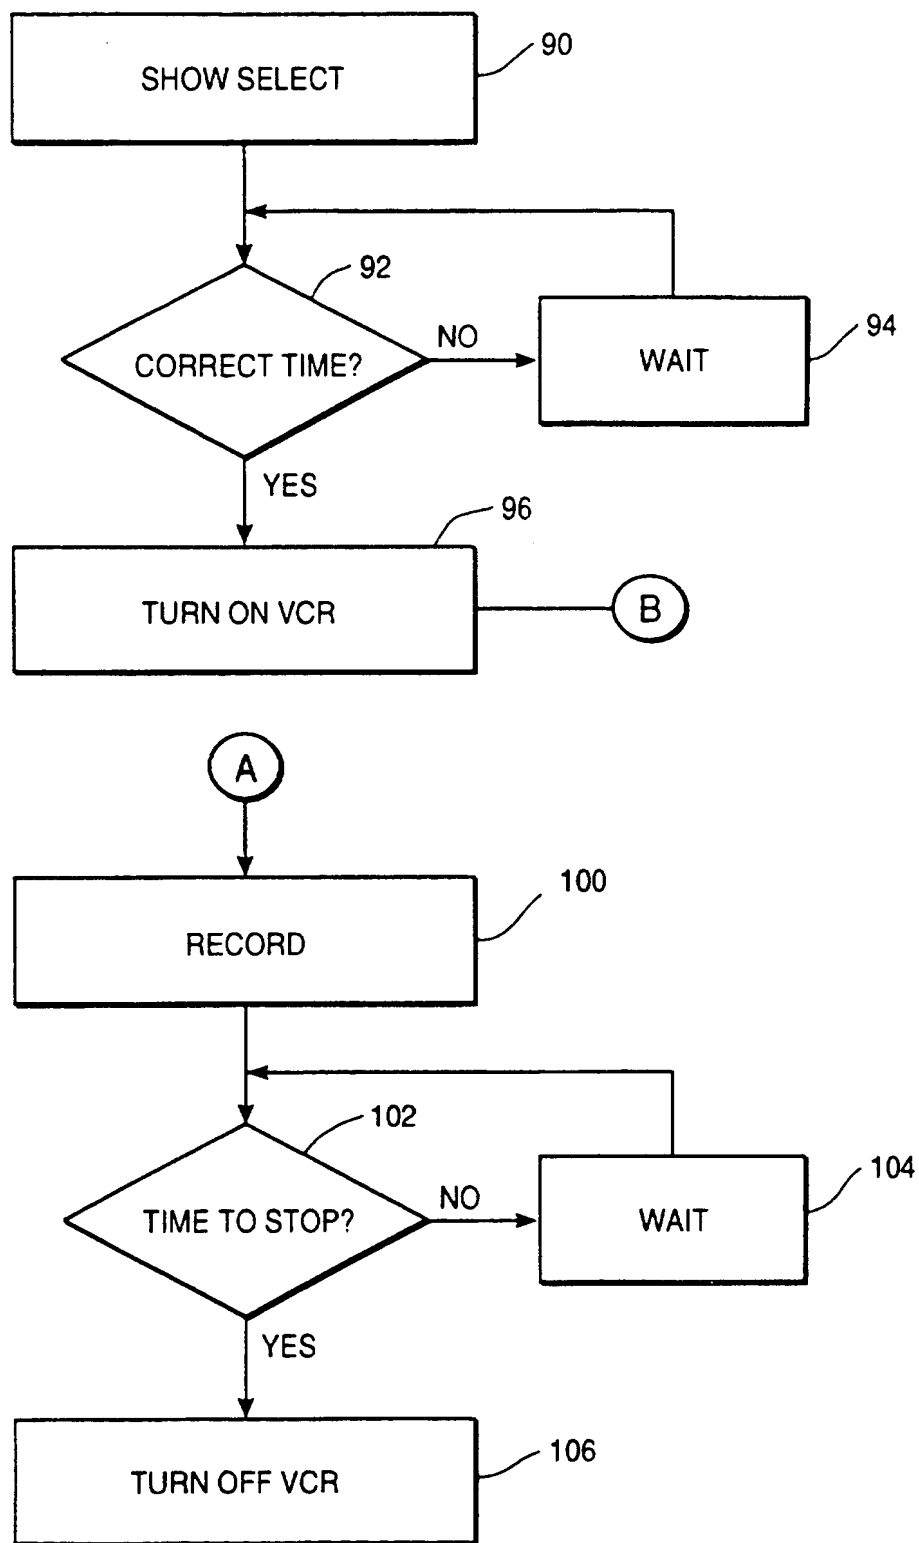 SHOW SELECT
90
92
CORRECT TIME?
NO
WAIT
94
YES
96
TURN ON VCR
B
A
RECORD
100
102
TIME TO STOP?
NO
WAIT
104
YES
TURN OFF VCR
106